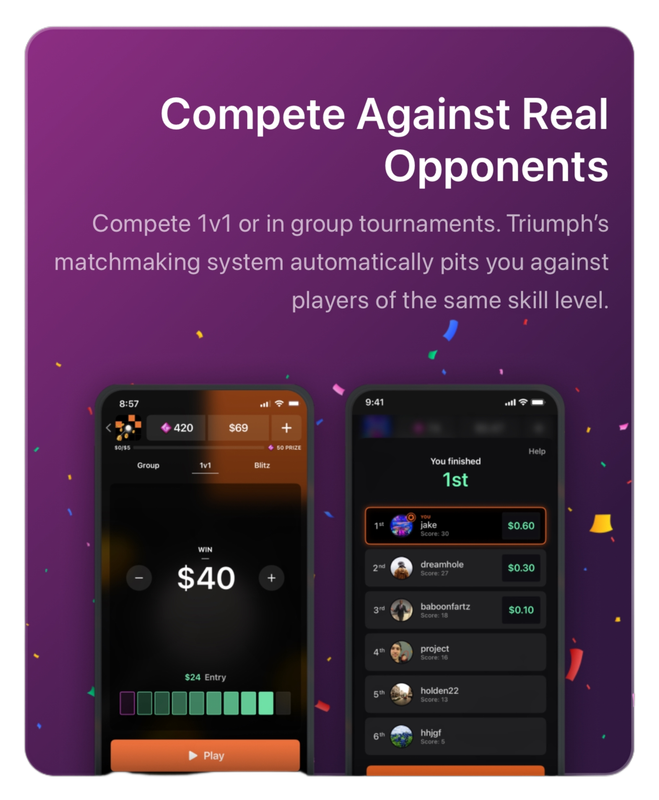 Compete Against Real
Opponents
Compete 1v1 or in group tournaments. Triumph's
matchmaking system automatically pits you against
players of the same skill level.
8:57
420
$69
+
$0/$5
50 PRIZE
Group
1v1
Blitz
WIN
− $40 +
$24 Entry
Play
9:41
Help
You finished
1st
1st
YOU
jake
Score: 30
$0.60
2nd
dreamhole
Score: 27
$0.30
3rd
baboonfartz
Score: 18
$0.10
4th
project
Score: 16
5th
holden22
Score: 13
6th
hhjgf
Score: 5